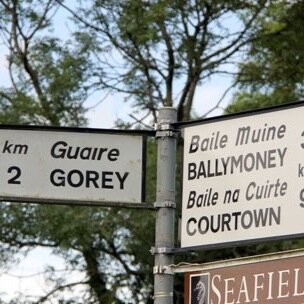 km Guaire
2 GOREY
Baile Muine
BALLYMONEY
Baile na Cuirte
COURTOWN
SEAFIEL